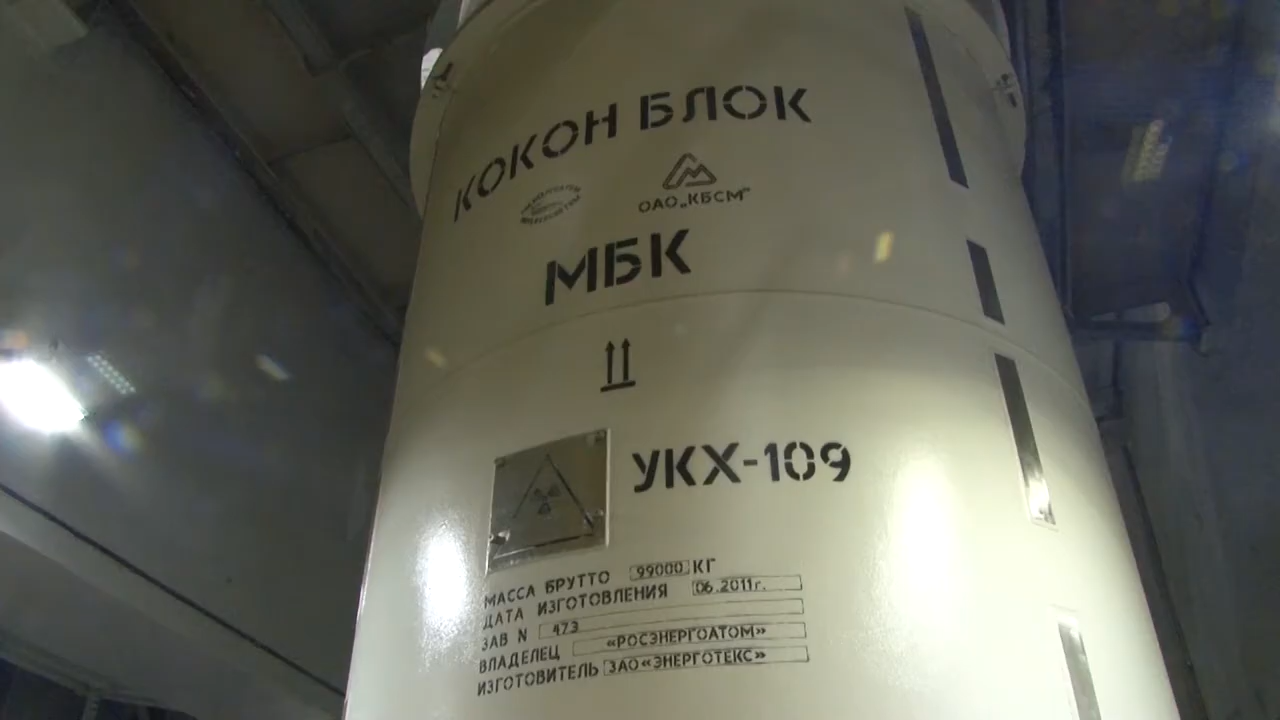 КОКОН БЛОК
ОАО „КБСМ"
МБК
УКХ-109
МАССА БРУТТО 99000 КГ
ДАТА ИЗГОТОВЛЕНИЯ 06.2011г.
ЗАВ N 473
ВЛАДЕЛЕЦ «РОСЭНЕРГОАТОМ»
ИЗГОТОВИТЕЛЬ ЗАО «ЭНЕРГОТЕКС»